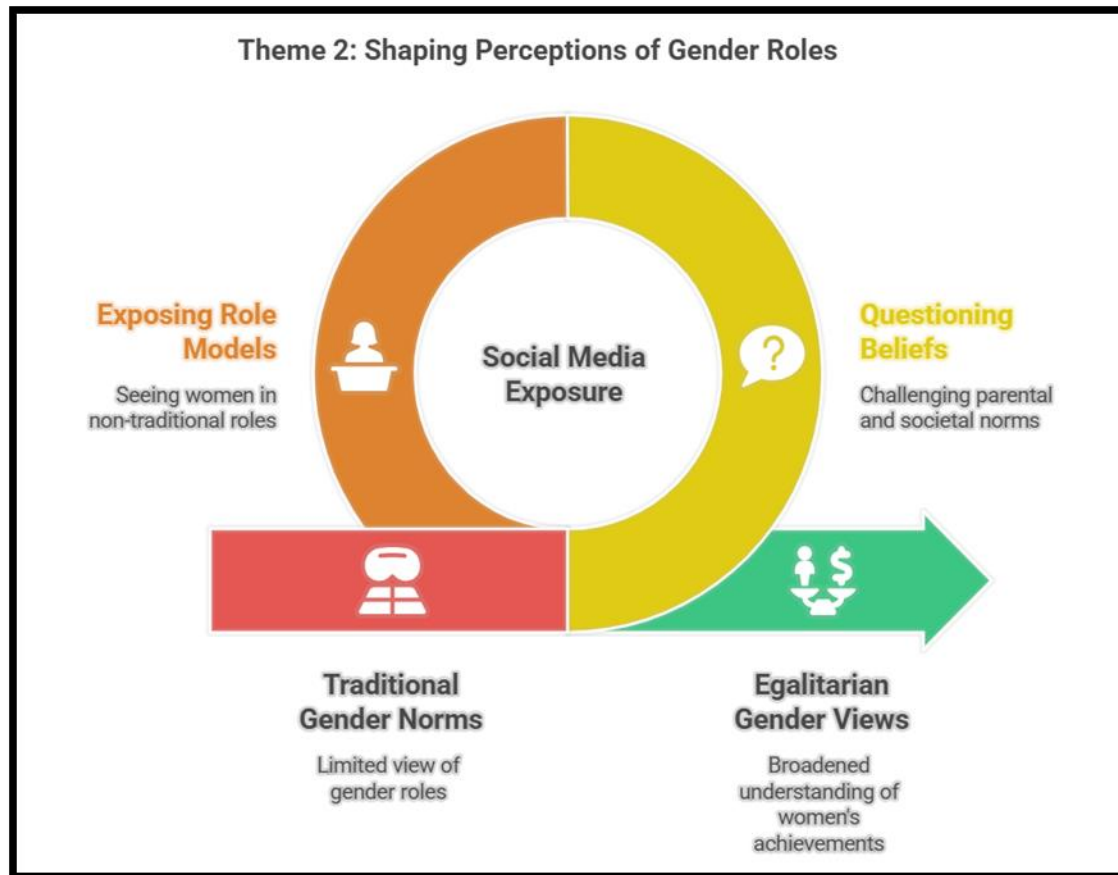 Theme 2: Shaping Perceptions of Gender Roles
Exposing Role
Models
Seeing women in
non-traditional roles
Social Media
Exposure
?
Questioning
Beliefs
Challenging parental
and societal norms
$
Traditional
Gender Norms
Limited view of
gender roles
Egalitarian
Gender Views
Broadened
understanding of
women's
achievements